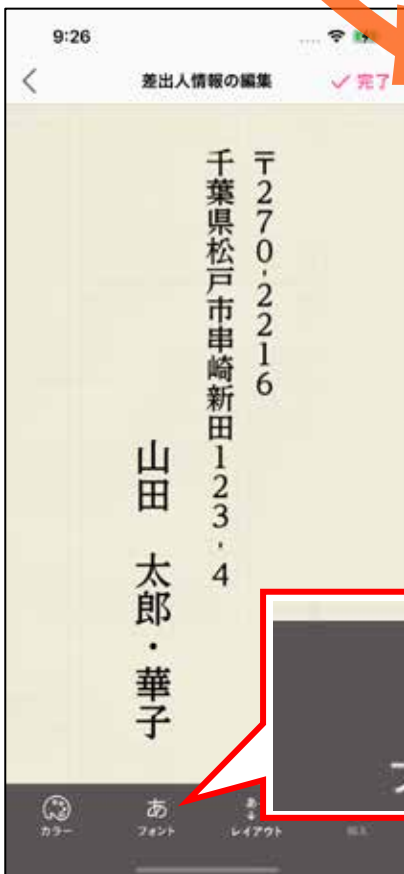 9:26
差出人情報の編集
✓ 完了
〒270-2216
千葉県松戸市串崎新田123-4
山田 太郎・華子
カラー
あ
フォント
レイアウト